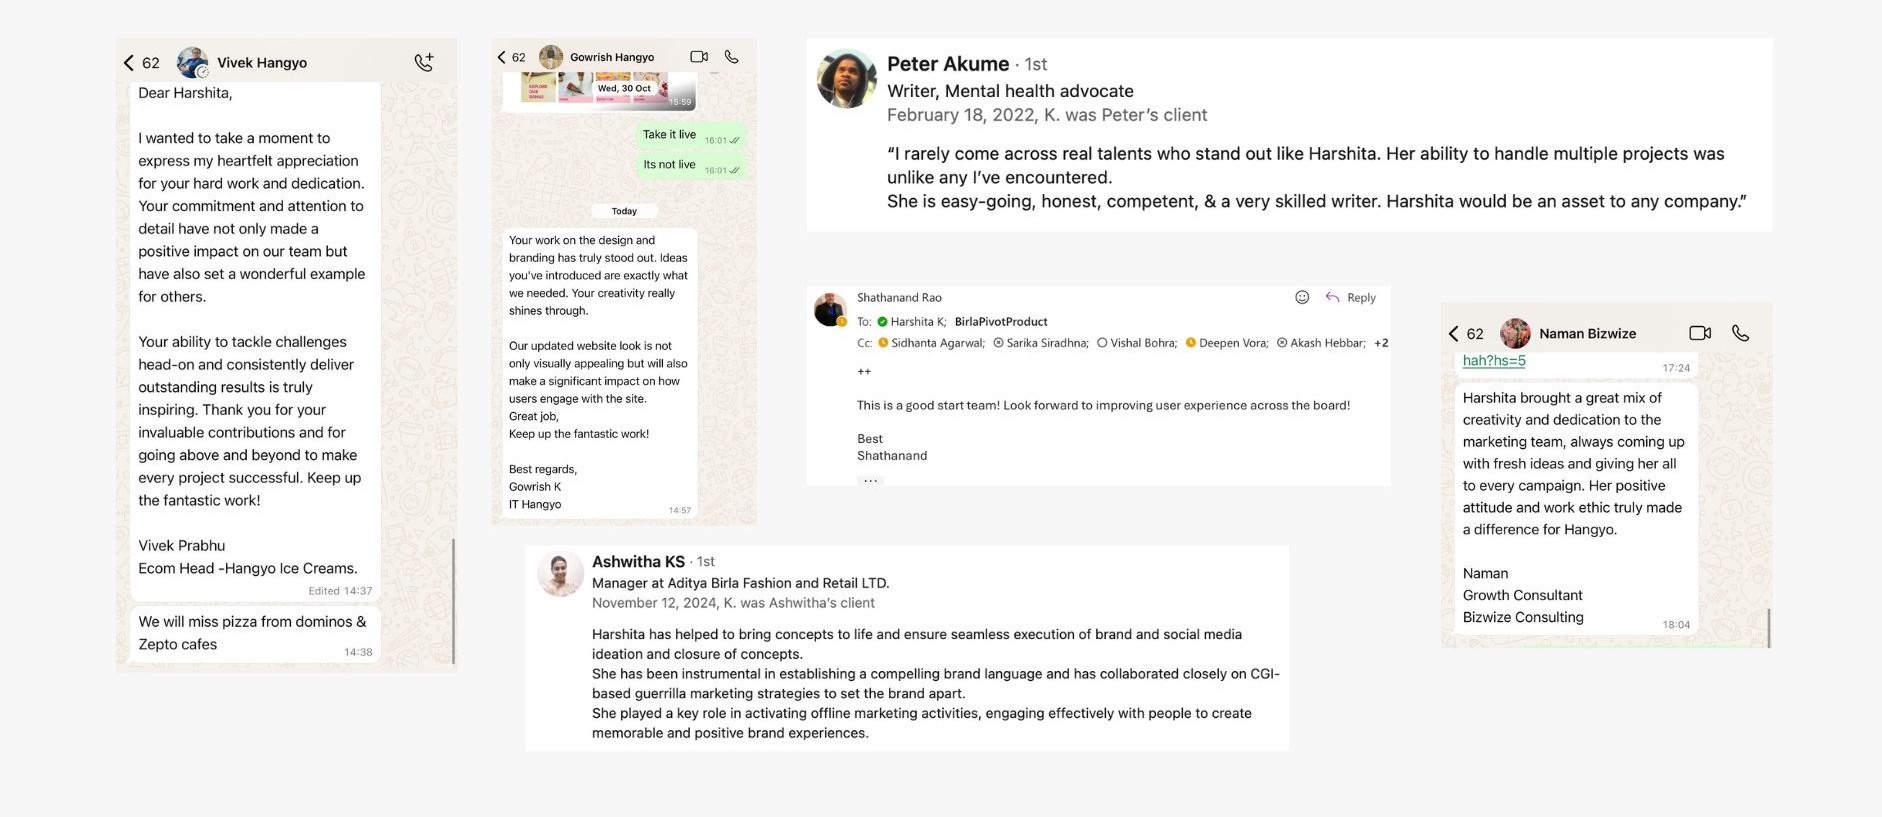 62
Vivek Hangyo
Dear Harshita,
I wanted to take a moment to
express my heartfelt appreciation
for your hard work and dedication.
Your commitment and attention to
detail have not only made a
positive impact on our team but
have also set a wonderful example
for others.
Your ability to tackle challenges
head-on and consistently deliver
outstanding results is truly
inspiring. Thank you for your
invaluable contributions and for
going above and beyond to make
every project successful. Keep up
the fantastic work!
Vivek Prabhu
Ecom Head -Hangyo Ice Creams.
Edited 14:37
We will miss pizza from dominos &
Zepto cafes
14:38
62
Gowrish Hangyo
EXPLORE
OUR
Wed, 30 Oct
15:59
Take it live
16:01
Its not live
16:01
Today
Your work on the design and
branding has truly stood out. Ideas
you've introduced are exactly what
we needed. Your creativity really
shines through.
Our updated website look is not
only visually appealing but will also
make a significant impact on how
users engage with the site.
Great job,
Keep up the fantastic work!
Best regards,
Gowrish K
IT Hangyo
14:57
Peter Akume · 1st
Writer, Mental health advocate
February 18, 2022, K. was Peter’s client
“I rarely come across real talents who stand out like Harshita. Her ability to handle multiple projects was
unlike any I’ve encountered.
She is easy-going, honest, competent, & a very skilled writer. Harshita would be an asset to any company.”
Shathanand Rao
Reply
To: Harshita K; BirlaPivotProduct
Cc: Sidhanta Agarwal; Sarika Siradhna; Vishal Bohra; Deepen Vora; Akash Hebbar; +2
++
This is a good start team! Look forward to improving user experience across the board!
Best
Shathanand
...
62
Naman Bizwize
hah?hs=5
17:24
Harshita brought a great mix of
creativity and dedication to the
marketing team, always coming up
with fresh ideas and giving her all
to every campaign. Her positive
attitude and work ethic truly made
a difference for Hangyo.
Naman
Growth Consultant
Bizwize Consulting
18:04
Ashwitha KS · 1st
Manager at Aditya Birla Fashion and Retail LTD.
November 12, 2024, K. was Ashwitha’s client
Harshita has helped to bring concepts to life and ensure seamless execution of brand and social media
ideation and closure of concepts.
She has been instrumental in establishing a compelling brand language and has collaborated closely on CGI-
based guerrilla marketing strategies to set the brand apart.
She played a key role in activating offline marketing activities, engaging effectively with people to create
memorable and positive brand experiences.